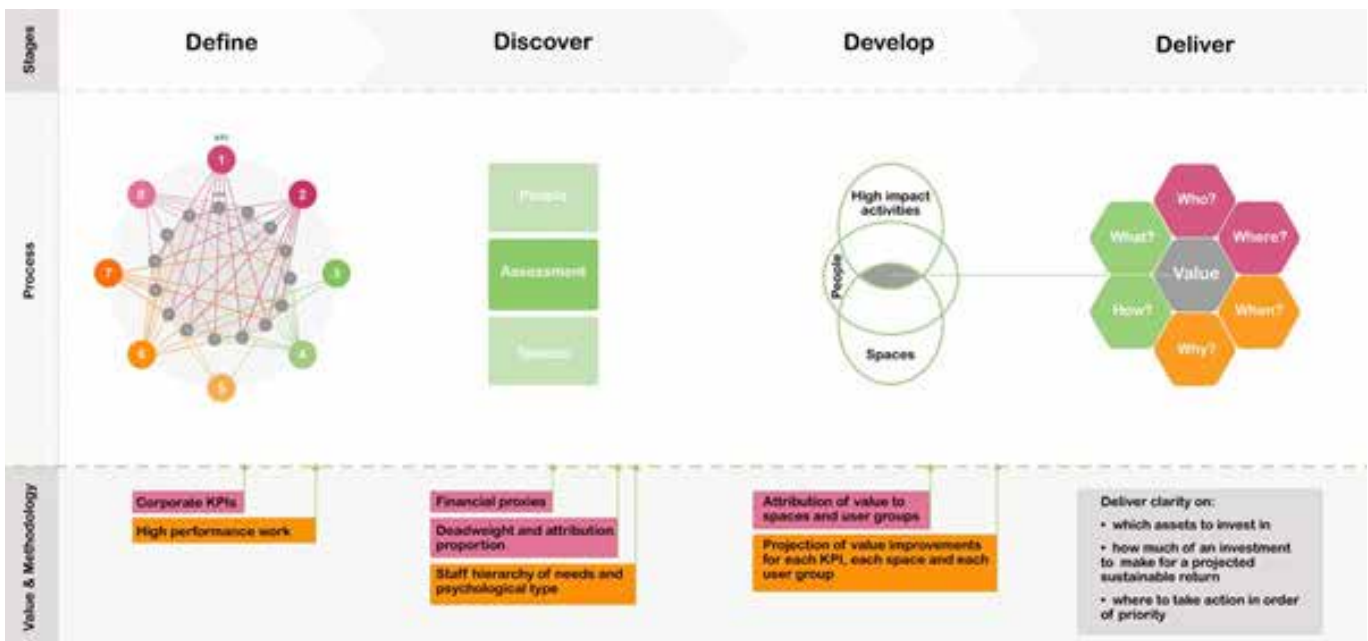 Stages
Define
Discover
Develop
Deliver
Process
KPI
1
2
3
4
5
6
7
8
People
Assessment
Spaces
High impact
activities
People
Spaces
Who?
What?
Where?
Value
How?
When?
Why?
Value & Methodology
Corporate KPIs
High performance work
Financial proxies
Deadweight and attribution
proportion
Staff hierarchy of needs and
psychological type
Attribution of value to
spaces and user groups
Projection of value improvements
for each KPI, each space and each
user group
Deliver clarity on:
• which assets to invest in
• how much of an investment
to make for a projected
sustainable return
• where to take action in order
of priority